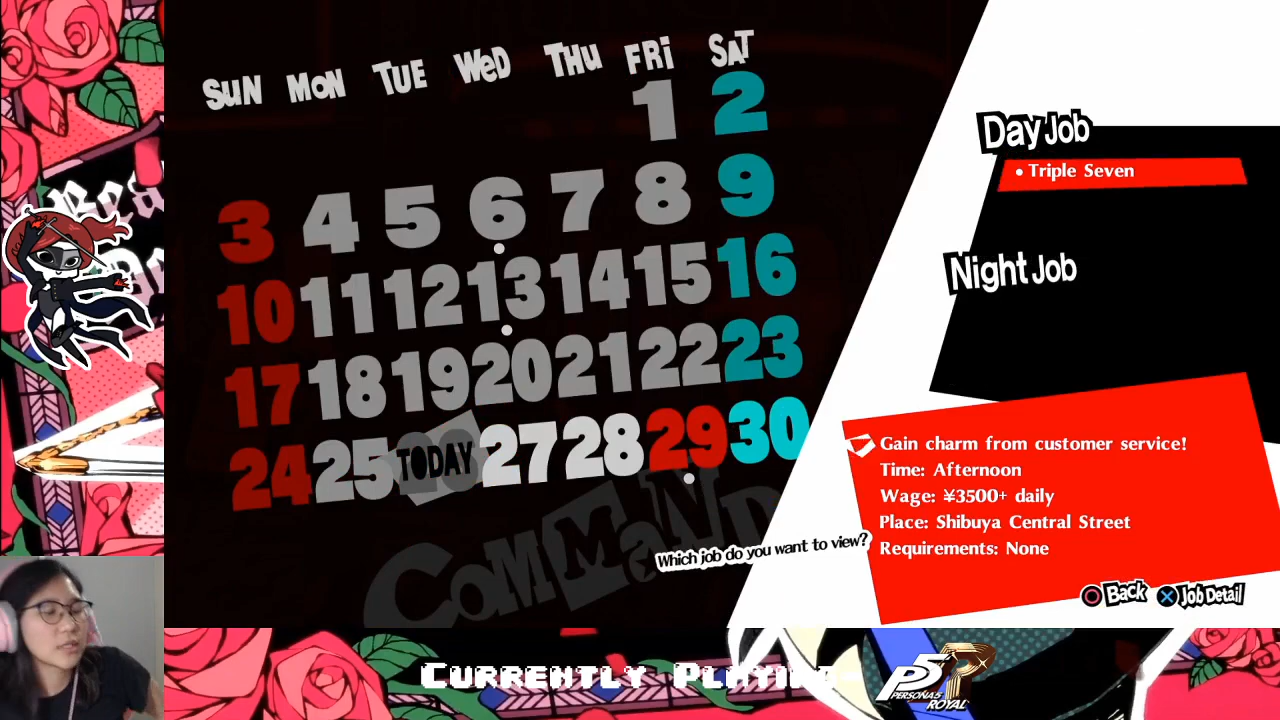 SUN MON TUE WED THU FRi SAT
1 2
3 4 5 6 7 8 9
10 11 12 13 14 15 16
17 18 19 20 21 22 23
24 25 TODAY 27 28 29 30
COMMAND
Which job do you want to view?
Day Job
• Triple Seven
Night Job
Gain charm from customer service!
Time: Afternoon
Wage: ¥3500+ daily
Place: Shibuya Central Street
Requirements: None
Back Job Detail
Currently Playing-
P5R
PERSONA5
ROYAL